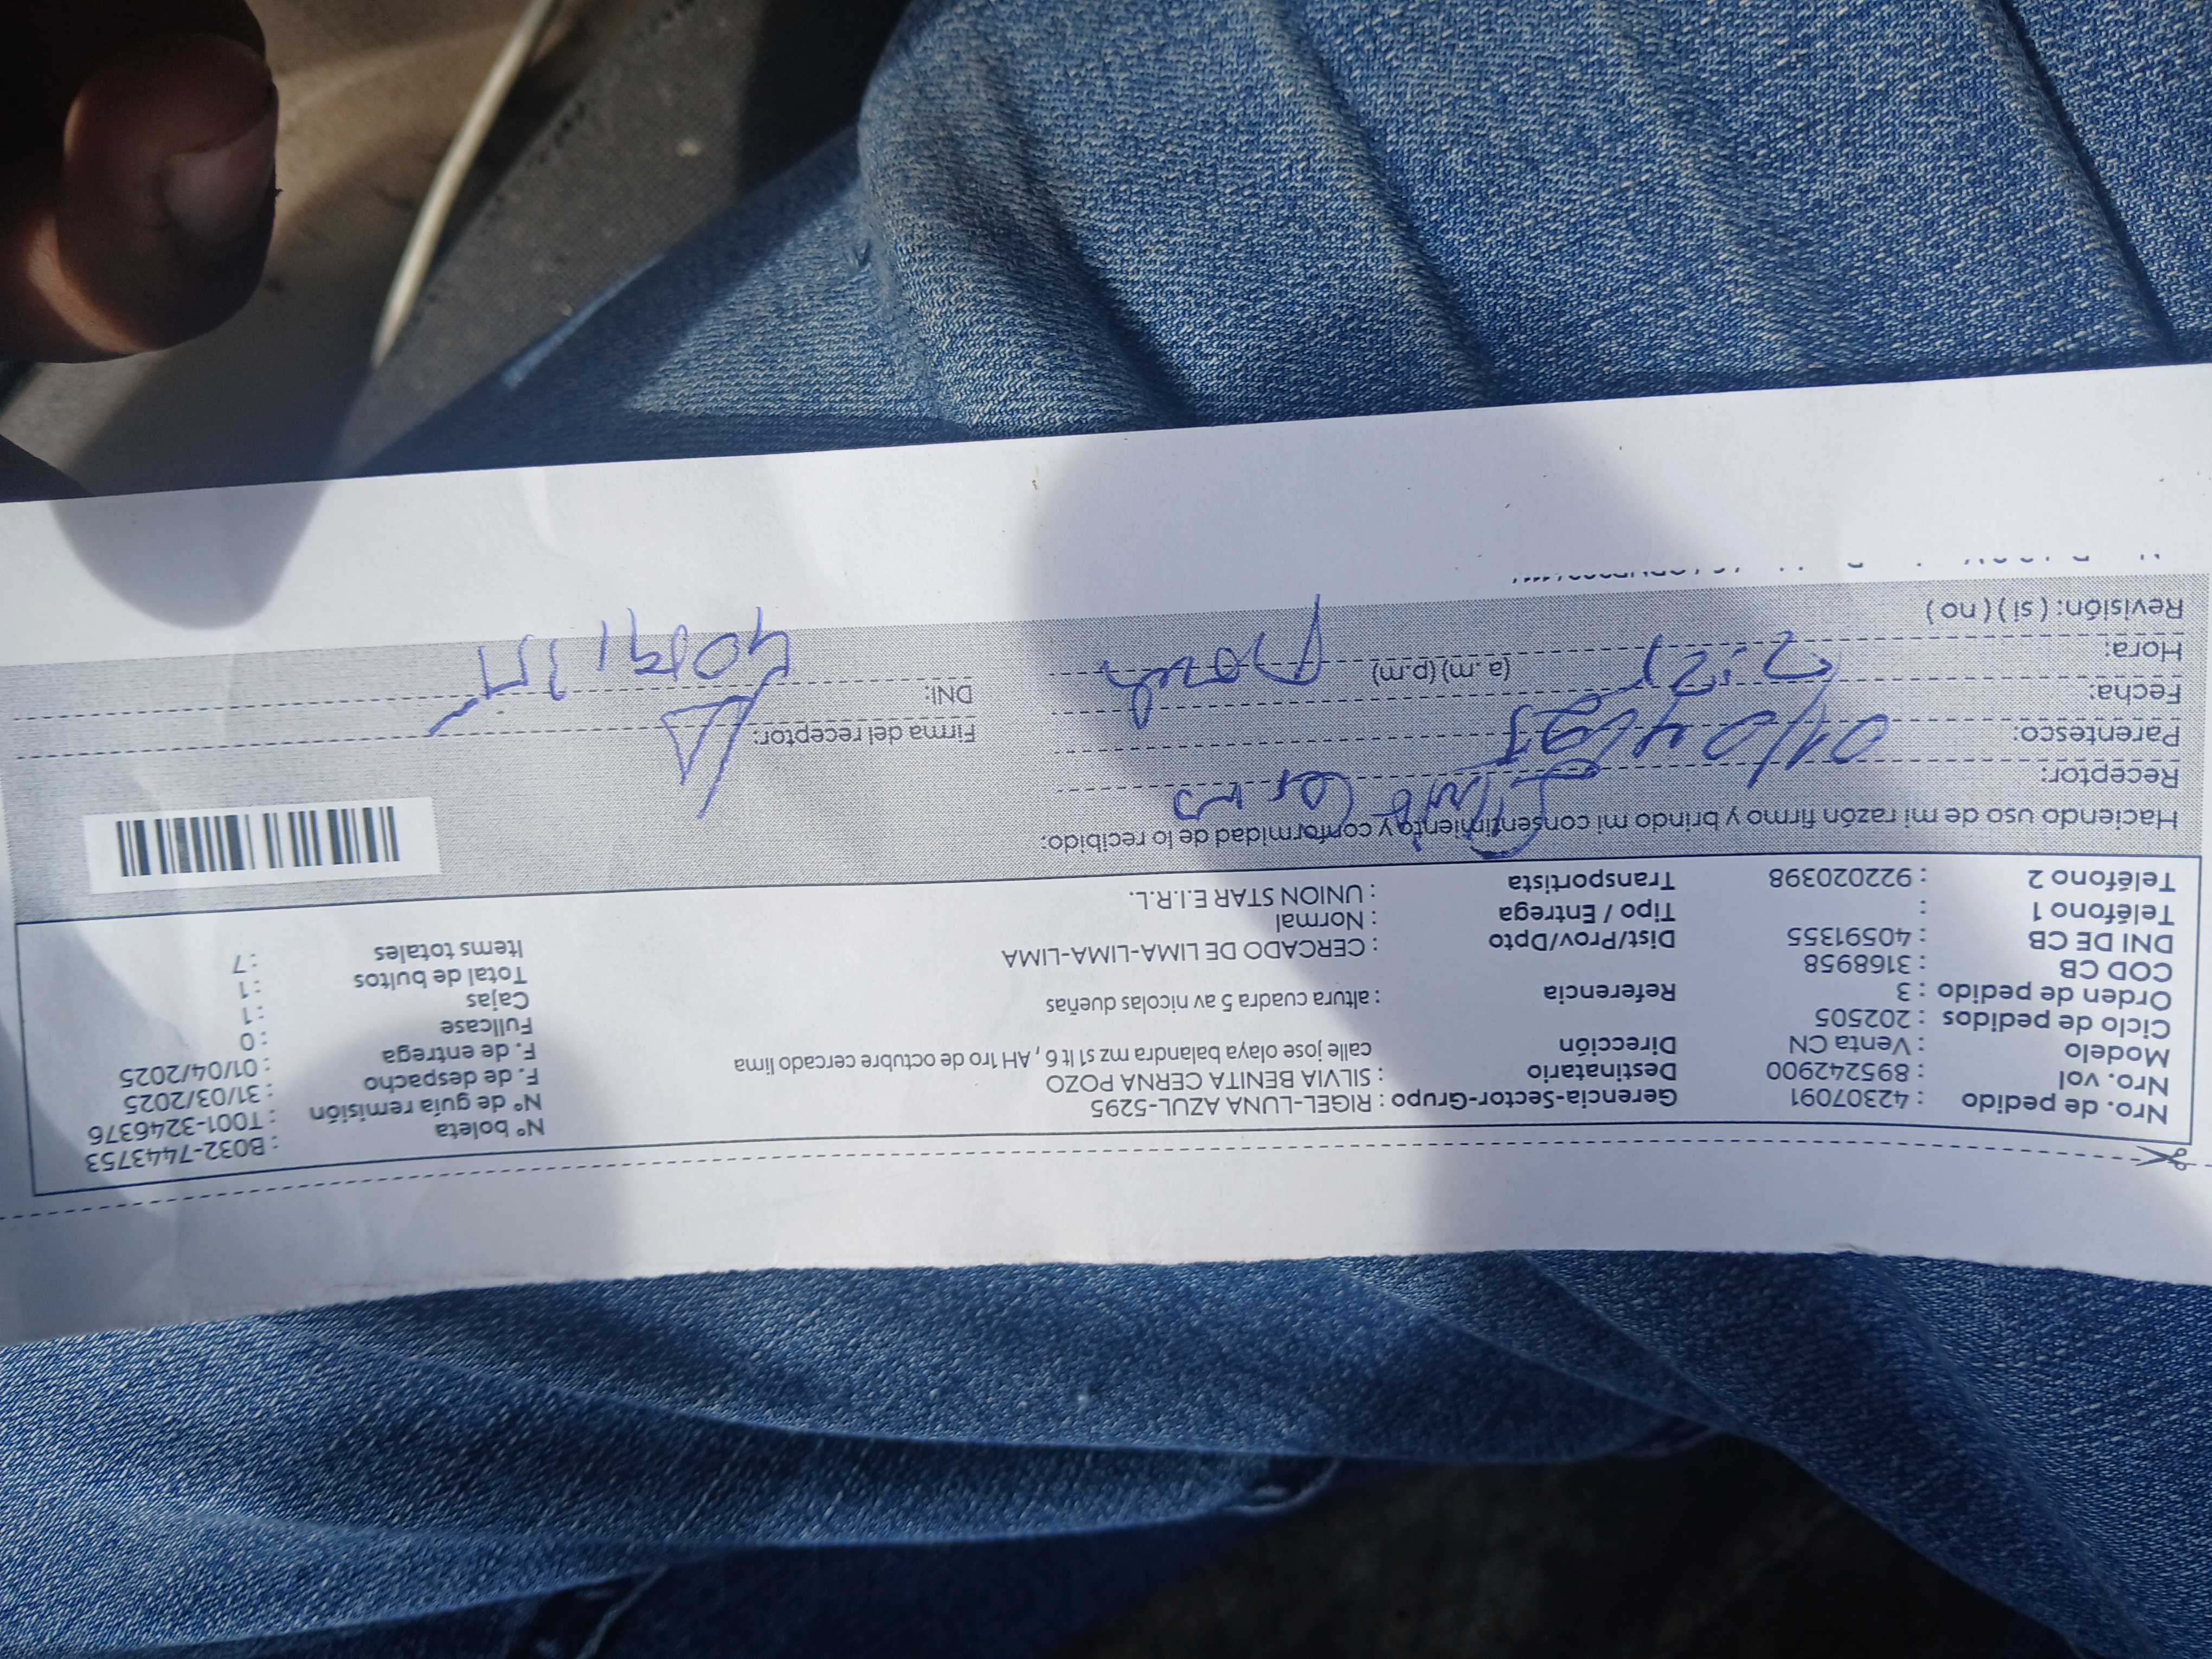 Nro. de pedido : 42307091 Gerencia-Sector-Grupo : RIGEL-LUNA AZUL-5295 N° boleta : B032-7443753
Nro. vol : 895242900 Destinatario : SILVIA BENITA CERNA POZO N° de guía remisión : T001-3246376
Modelo : Venta CN Dirección calle jose olaya balandra mz s1 lt 6 , AH 1ro de octubre cercado lima F. de despacho : 31/03/2025
Ciclo de pedidos : 202505 F. de entrega : 01/04/2025
Orden de pedido : 3 Referencia : altura cuadra 5 av nicolas dueñas Fullcase : 0
COD CB : 3168958 Cajas : 1
DNI DE CB : 40591355 Dist/Prov/Dpto : CERCADO DE LIMA-LIMA-LIMA Total de bultos : 1
Teléfono 1 : Tipo / Entrega : Normal Items totales : 7
Teléfono 2 : 922020398 Transportista : UNION STAR E.I.R.L.
Haciendo uso de mi razón firmo y brindo mi consentimiento y conformidad de lo recibido:
Receptor:
Parentesco: Firma del receptor:
Fecha: 01/04/25 DNI:
Hora: (a.m) (p.m)
Revisión: ( si ) ( no )